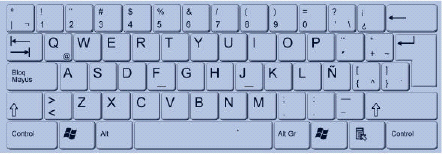 ! " # $ % & / ( ) = ?
1 2 3 4 5 6 7 8 9 0
Q W E R T Y U I O P
@ + ~
Bloq Mayús A S D F G H J K L Ñ [ ]
{ ^ }
> < Z X C V B N M ; : _
Control Alt Alt Gr Control